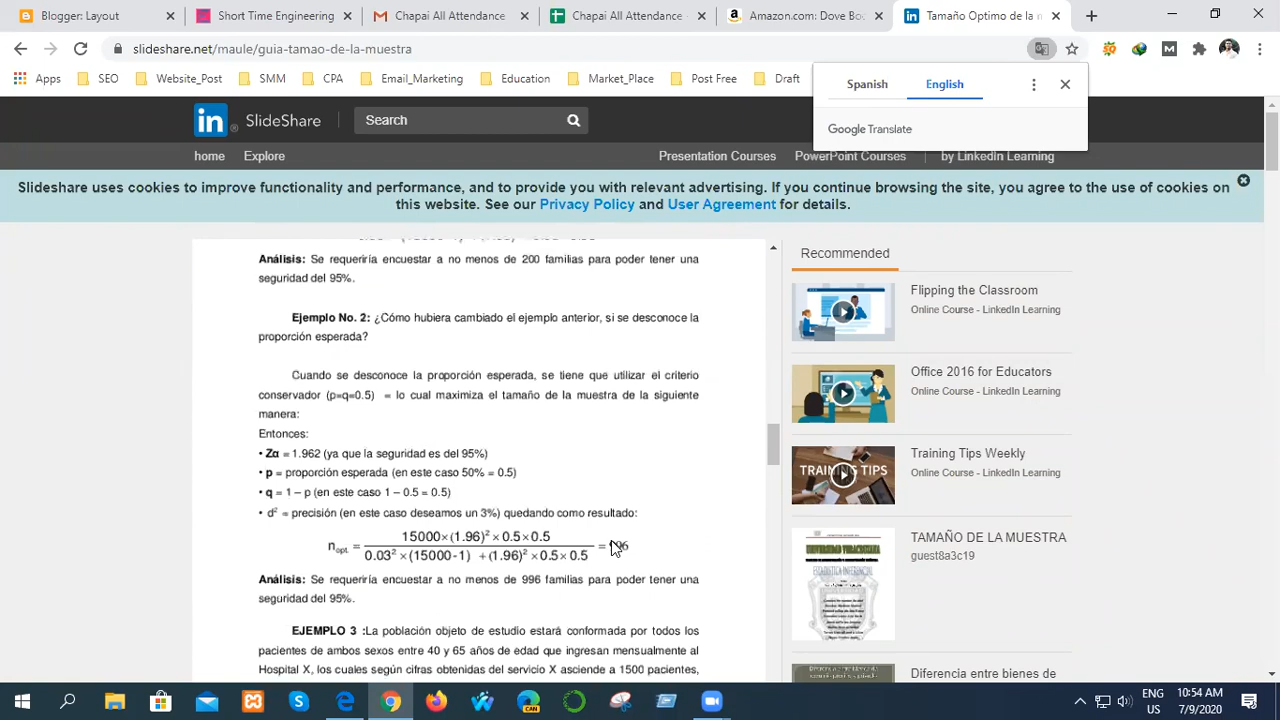 Blogger: Layout
Short Time Engineering
Chapai All Attendance
Chapai All Attendance
Amazon.com: Dove Bo
Tamaño Optimo de la
slideshare.net/maule/guia-tamao-de-la-muestra
Apps SEO Website_Post SMM CPA Email_Marketing Education Market_Place Post Free Draft
Spanish English
Google Translate
in SlideShare
Search
home Explore
Presentation Courses PowerPoint Courses by LinkedIn Learning
Slideshare uses cookies to improve functionality and performance, and to provide you with relevant advertising. If you continue browsing the site, you agree to the use of cookies on
this website. See our Privacy Policy and User Agreement for details.
Análisis: Se requeriría encuestar a no menos de 200 familias para poder tener una
seguridad del 95%.
Ejemplo No. 2: ¿Cómo hubiera cambiado el ejemplo anterior, si se desconoce la
proporción esperada?
Cuando se desconoce la proporción esperada, se tiene que utilizar el criterio
conservador (p=q=0.5) = lo cual maximiza el tamaño de la muestra de la siguiente
manera:
Entonces:
• Zα = 1.962 (ya que la seguridad es del 95%)
• p = proporción esperada (en este caso 50% = 0.5)
• q = 1 – p (en este caso 1 – 0.5 = 0.5)
• d² = precisión (en este caso deseamos un 3%) quedando como resultado:
15000×(1.96)²×0.5×0.5
n opt. = =
0.03²×(15000-1) +(1.96)²×0.5×0.5
Análisis: Se requeriría encuestar a no menos de 996 familias para poder tener una
seguridad del 95%.
EJEMPLO 3 :La población objeto de estudio estará conformada por todos los
pacientes de ambos sexos entre 40 y 65 años de edad que ingresan mensualmente al
Hospital X, los cuales según cifras obtenidas del servicio X asciende a 1500 pacientes,
Recommended
Flipping the Classroom
Online Course - LinkedIn Learning
Office 2016 for Educators
Online Course - LinkedIn Learning
TRAINING TIPS
Training Tips Weekly
Online Course - LinkedIn Learning
UNIVERSIDAD VERACRUZANA
TAMAÑO DE LA MUESTRA
guest8a3c19
Diferencia entre bienes de
CAN
ENG
US
10:54 AM
7/9/2020